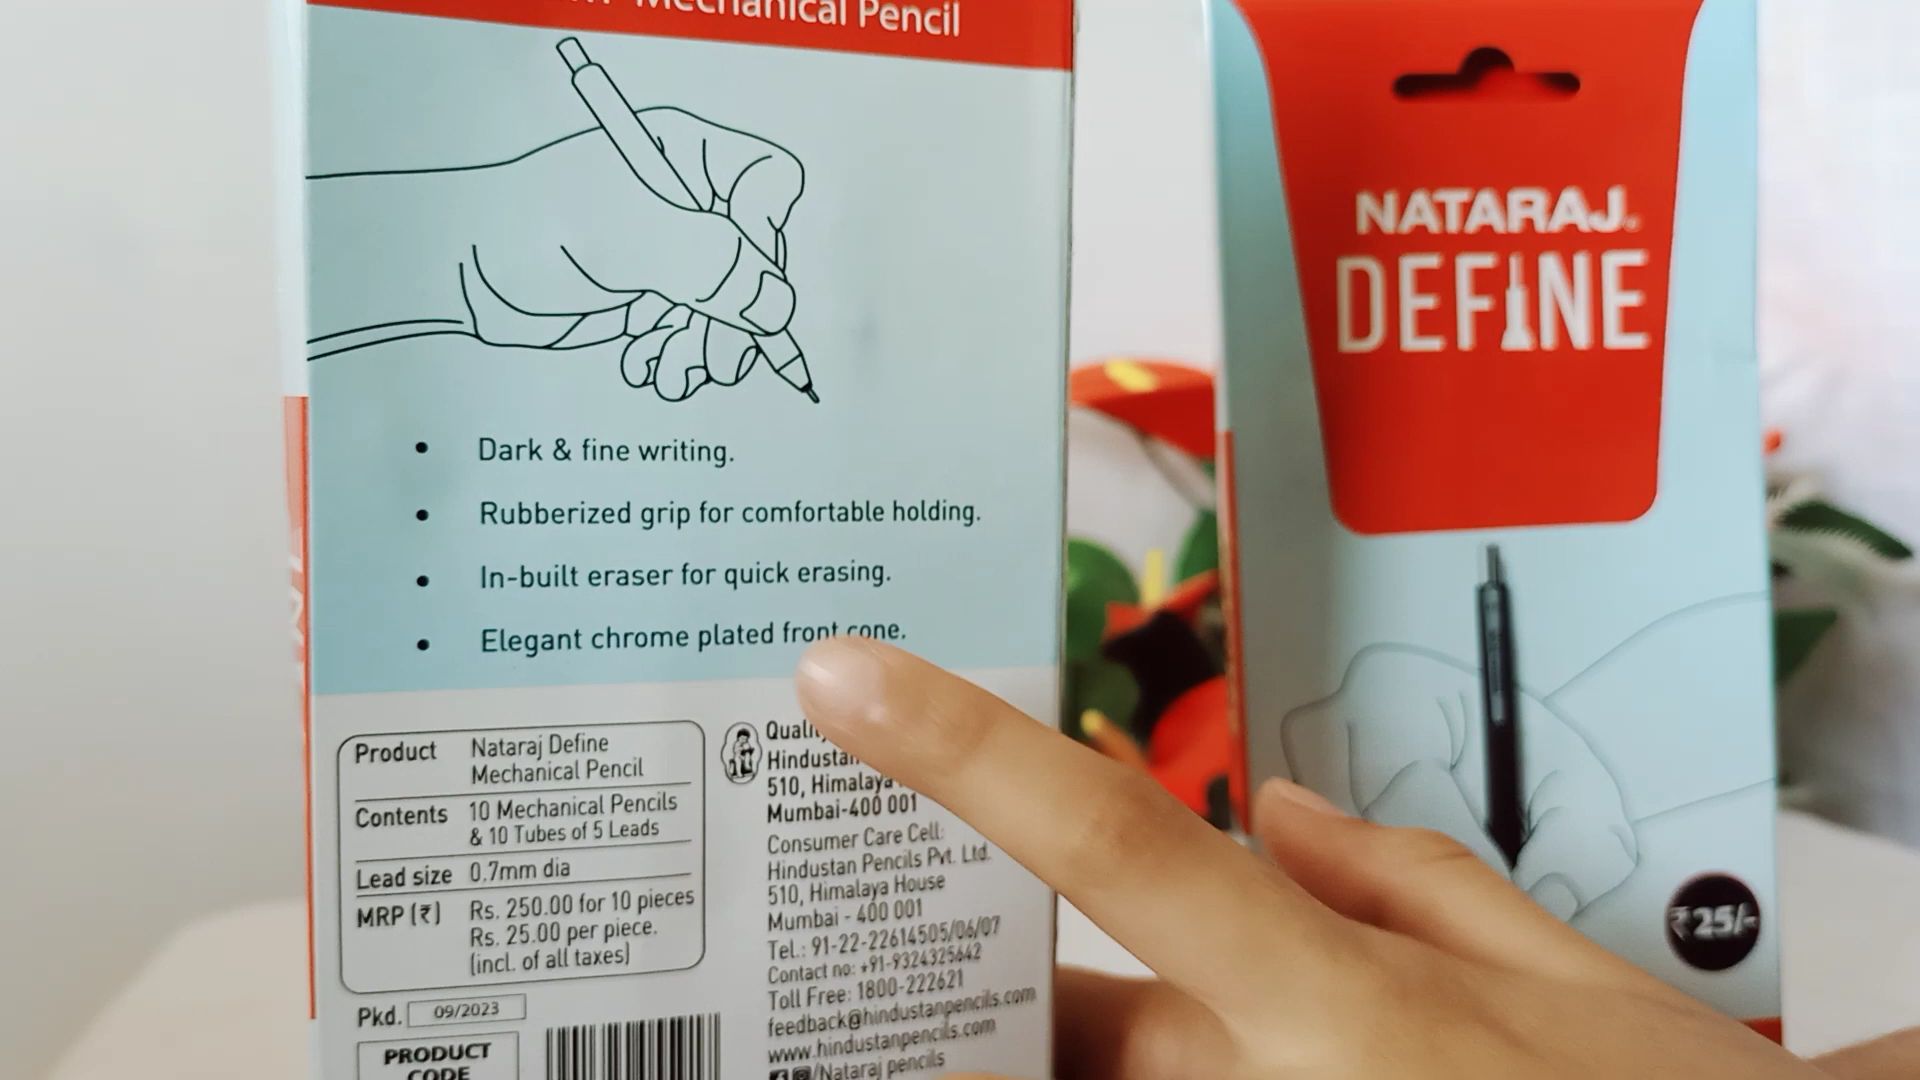 Mechanical Pencil
• Dark & fine writing.
• Rubberized grip for comfortable holding.
• In-built eraser for quick erasing.
• Elegant chrome plated front cone.
Product Nataraj Define
Mechanical Pencil
Contents 10 Mechanical Pencils
& 10 Tubes of 5 Leads
Lead size 0.7mm dia
MRP (₹) Rs. 250.00 for 10 pieces
Rs. 25.00 per piece.
(incl. of all taxes)
Pkd. 09/2023
PRODUCT
CODE
510, Himalaya
Mumbai-400 001
Consumer Care Cell:
Hindustan Pencils Pvt. Ltd.
510, Himalaya House
Mumbai - 400 001
Tel.: 91-22-22614505/06/07
Contact no: +91-9324325642
Toll Free: 1800-222621
feedback@hindustanpencils.com
www.hindustanpencils.com
/Nataraj pencils
NATARAJ
DEFINE
₹25/-